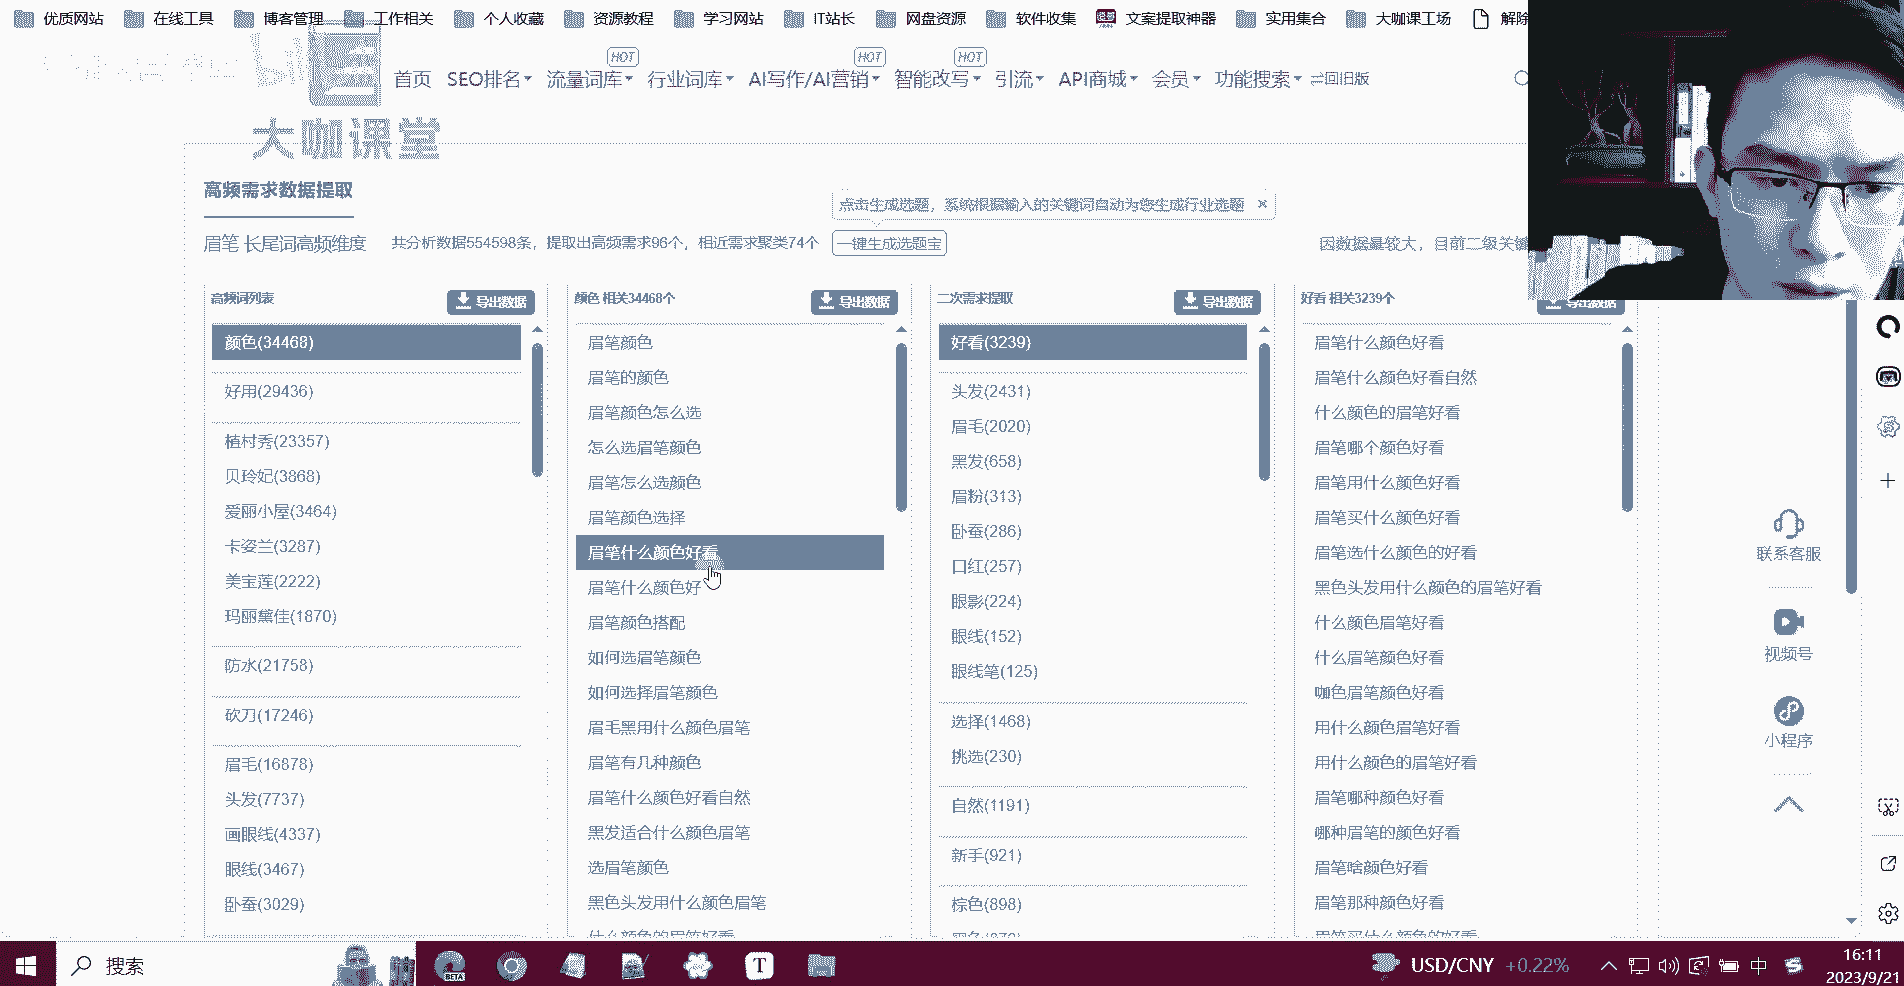 优质网站 在线工具 博客管理 工作相关 个人收藏 资源教程 学习网站 IT站长 网盘资源 软件收集 文案提取神器 实用集合 大咖课工场 解除
HOT HOT HOT
首页 SEO排名 流量词库 行业词库 AI写作/AI营销 智能改写 引流 API商城 会员 功能搜索 回旧版
大咖课堂
高频需求数据提取
点击生成选题，系统根据输入的关键词自动为您生成行业选题 ×
眉笔 长尾词高频维度 共分析数据554598条，提取出高频需求96个，相近需求聚类74个 一键生成选题宝 因数据量较大，目前二级关键
高频词列表 导出数据
颜色(34468)
好用(29436)
植村秀(23357)
贝玲妃(3868)
爱丽小屋(3464)
卡姿兰(3287)
美宝莲(2222)
玛丽黛佳(1870)
防水(21758)
砍刀(17246)
眉毛(16878)
头发(7737)
画眼线(4337)
眼线(3467)
卧蚕(3029)
颜色 相关34468个 导出数据
眉笔颜色
眉笔的颜色
眉笔颜色怎么选
怎么选眉笔颜色
眉笔怎么选颜色
眉笔颜色选择
眉笔什么颜色好看
眉笔什么颜色好
眉笔颜色搭配
如何选眉笔颜色
如何选择眉笔颜色
眉毛黑用什么颜色眉笔
眉笔有几种颜色
眉笔什么颜色好看自然
黑发适合什么颜色眉笔
选眉笔颜色
黑色头发用什么颜色眉笔
什么颜色的眉笔好看
二次需求提取 导出数据
好看(3239)
头发(2431)
眉毛(2020)
黑发(658)
眉粉(313)
卧蚕(286)
口红(257)
眼影(224)
眼线(152)
眼线笔(125)
选择(1468)
挑选(230)
自然(1191)
新手(921)
棕色(898)
好看 相关3239个 导出数据
眉笔什么颜色好看
眉笔什么颜色好看自然
什么颜色的眉笔好看
眉笔哪个颜色好看
眉笔用什么颜色好看
眉笔买什么颜色好看
眉笔选什么颜色的好看
黑色头发用什么颜色的眉笔好看
什么颜色眉笔好看
什么眉笔颜色好看
咖色眉笔颜色好看
用什么颜色眉笔好看
用什么颜色的眉笔好看
眉笔哪种颜色好看
哪种眉笔的颜色好看
眉笔啥颜色好看
眉笔那种颜色好看
眉笔买什么颜色的好看
联系客服
视频号
小程序
搜索 BETA T USD/CNY +0.22% 中 16:11
2023/9/21